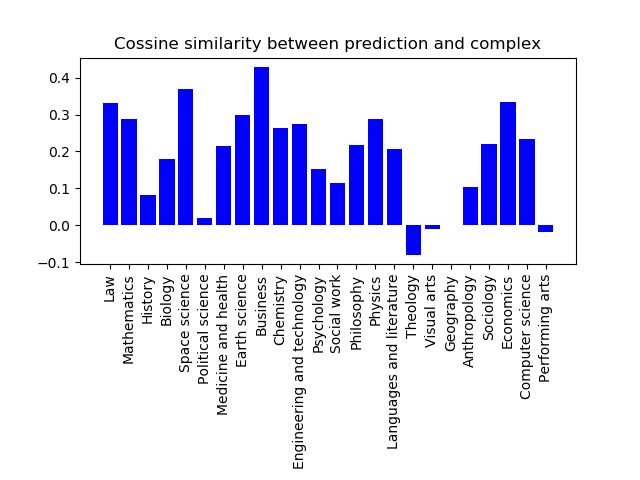 Cossine similarity between prediction and complex
0.4
0.3
0.2
0.1
0.0
−0.1
Law
Mathematics
History
Biology
Space science
Political science
Medicine and health
Earth science
Business
Chemistry
Engineering and technology
Psychology
Social work
Philosophy
Physics
Languages and literature
Theology
Visual arts
Geography
Anthropology
Sociology
Economics
Computer science
Performing arts